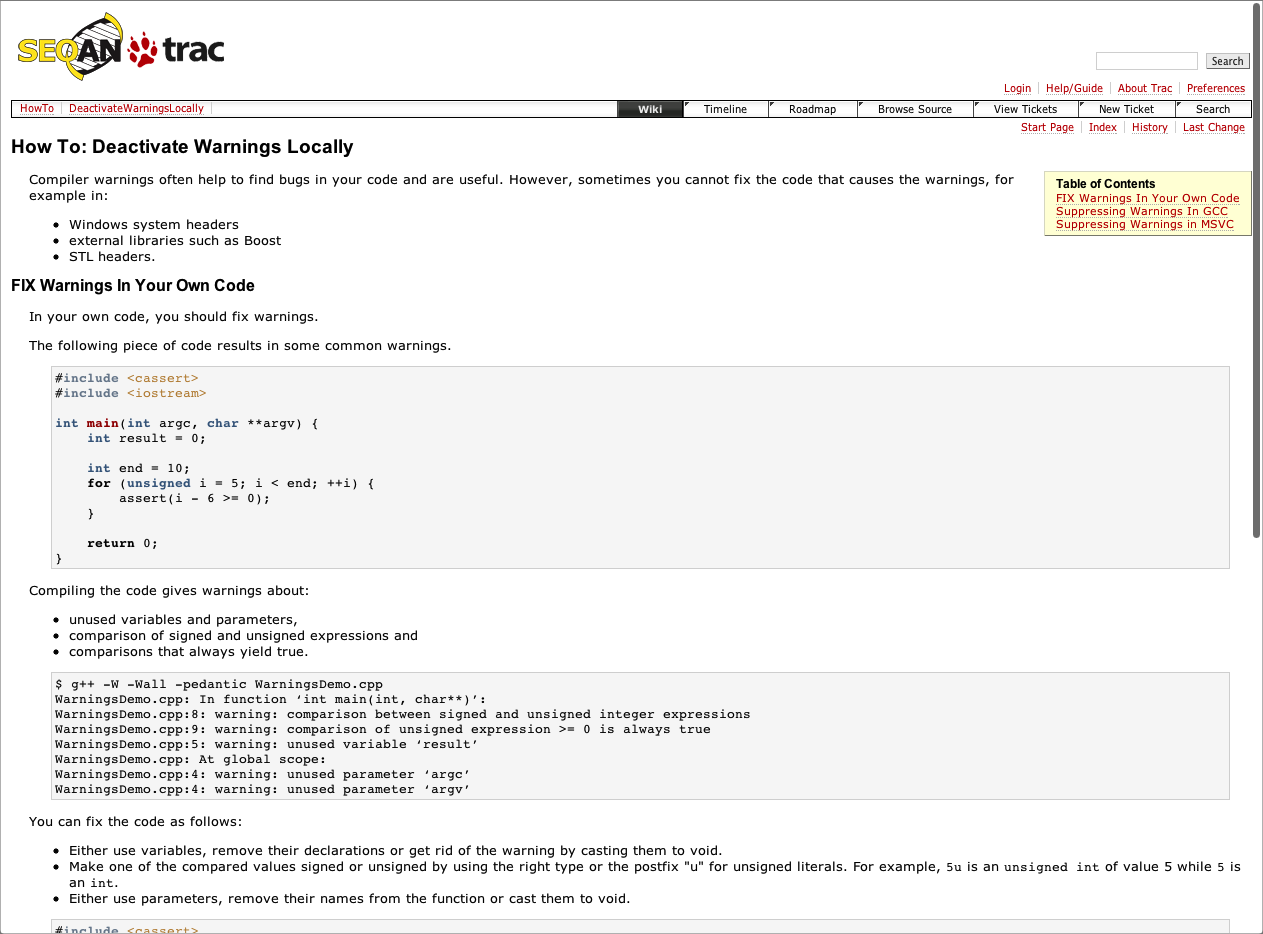 SEQAN trac
Search
Login Help/Guide About Trac Preferences
HowTo DeactivateWarningsLocally Wiki Timeline Roadmap Browse Source View Tickets New Ticket Search
Start Page Index History Last Change
How To: Deactivate Warnings Locally
Compiler warnings often help to find bugs in your code and are useful. However, sometimes you cannot fix the code that causes the warnings, for
example in:
Windows system headers
external libraries such as Boost
STL headers.
Table of Contents
FIX Warnings In Your Own Code
Suppressing Warnings In GCC
Suppressing Warnings in MSVC
FIX Warnings In Your Own Code
In your own code, you should fix warnings.
The following piece of code results in some common warnings.
#include <cassert>
#include <iostream>
int main(int argc, char **argv) {
    int result = 0;
    int end = 10;
    for (unsigned i = 5; i < end; ++i) {
        assert(i - 6 >= 0);
    }
    return 0;
}
Compiling the code gives warnings about:
unused variables and parameters,
comparison of signed and unsigned expressions and
comparisons that always yield true.
$ g++ -W -Wall -pedantic WarningsDemo.cpp
WarningsDemo.cpp: In function ‘int main(int, char**)’:
WarningsDemo.cpp:8: warning: comparison between signed and unsigned integer expressions
WarningsDemo.cpp:9: warning: comparison of unsigned expression >= 0 is always true
WarningsDemo.cpp:5: warning: unused variable ‘result’
WarningsDemo.cpp: At global scope:
WarningsDemo.cpp:4: warning: unused parameter ‘argc’
WarningsDemo.cpp:4: warning: unused parameter ‘argv’
You can fix the code as follows:
Either use variables, remove their declarations or get rid of the warning by casting them to void.
Make one of the compared values signed or unsigned by using the right type or the postfix "u" for unsigned literals. For example, 5u is an unsigned int of value 5 while 5 is
an int.
Either use parameters, remove their names from the function or cast them to void.
#include <cassert>